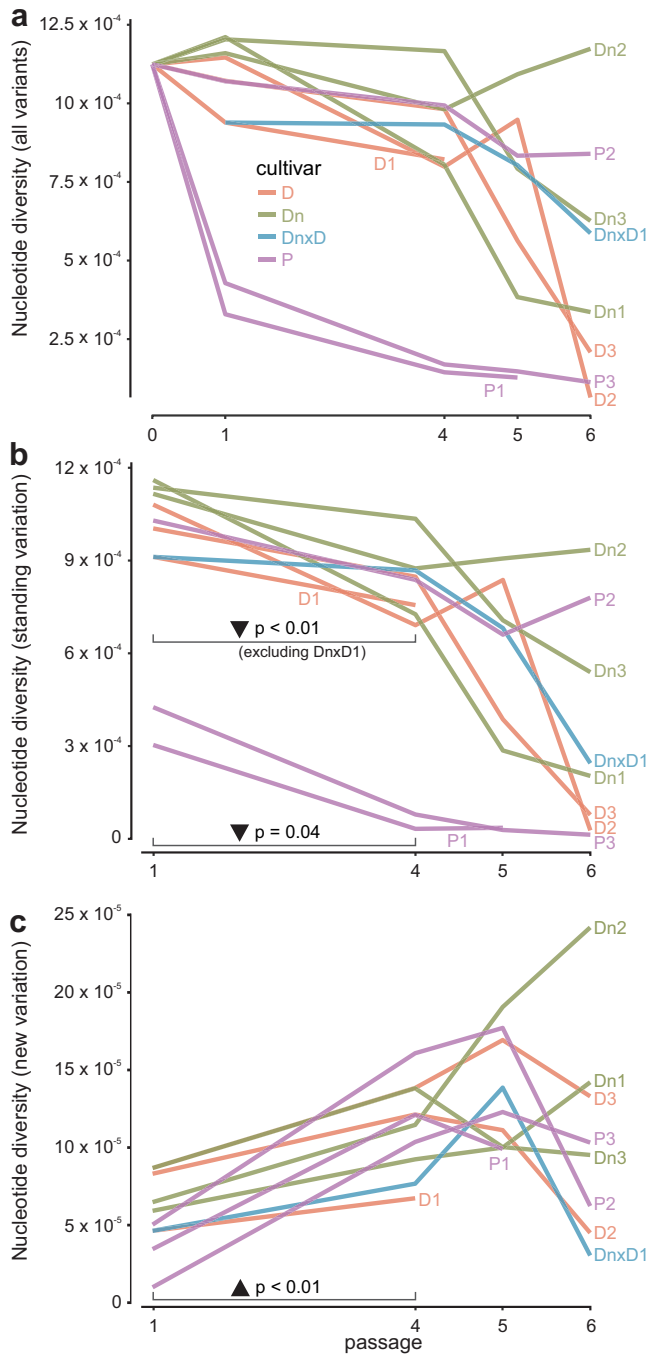 a
Nucleotide diversity (all variants)
12.5 x 10⁻⁴
10 x 10⁻⁴
7.5 x 10⁻⁴
5 x 10⁻⁴
2.5 x 10⁻⁴
cultivar
D
Dn
DnxD
P
D1
P1
Dn2
P2
Dn3
DnxD1
Dn1
D3
P3
D2
0 1 4 5 6
b
Nucleotide diversity (standing variation)
12 x 10⁻⁴
9 x 10⁻⁴
6 x 10⁻⁴
3 x 10⁻⁴
0
D1
▼ p < 0.01
(excluding DnxD1)
▼ p = 0.04
P1
Dn2
P2
Dn3
DnxD1
Dn1
D3
D2
P3
1 4 5 6
c
Nucleotide diversity (new variation)
25 x 10⁻⁵
20 x 10⁻⁵
15 x 10⁻⁵
10 x 10⁻⁵
5 x 10⁻⁵
0
Dn2
Dn1
D3
P3
Dn3
P1
P2
D1
D2
DnxD1
▲ p < 0.01
1 4 5 6
passage